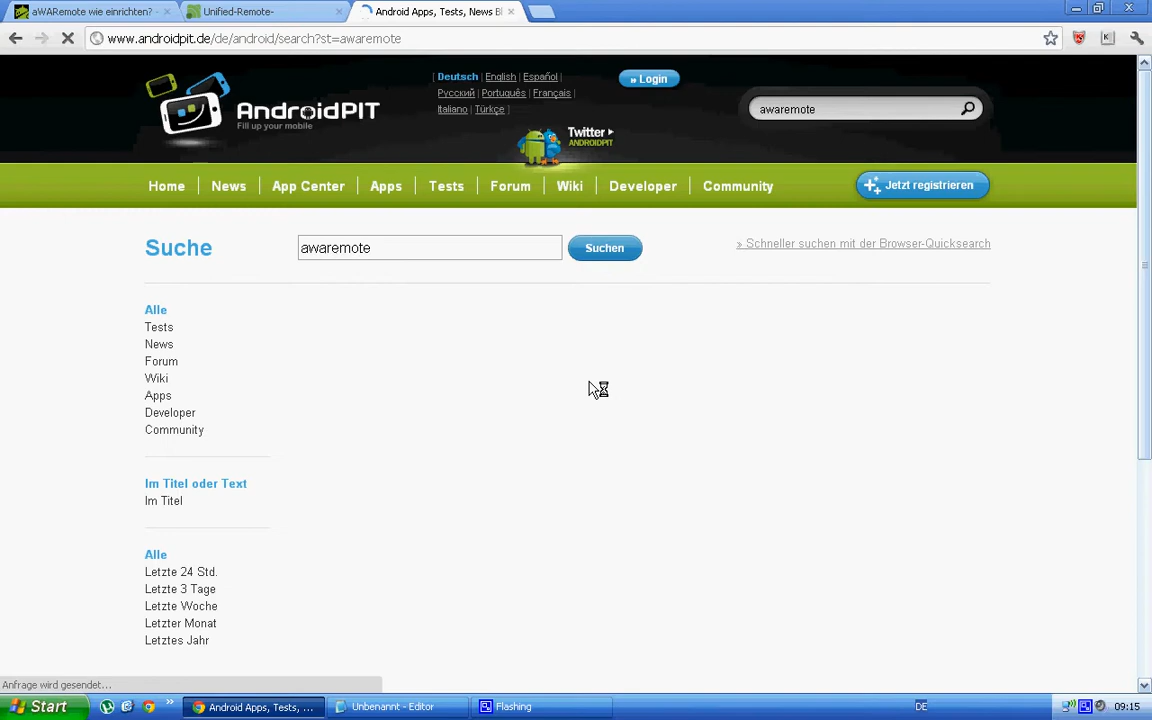 aWARemote wie einrichten? -
Unified-Remote-
Android Apps, Tests, News Bl
www.androidpit.de/de/android/search?st=awaremote
AndroidPIT
Fill up your mobile
[ Deutsch | English | Español |
Русский | Português | Français |
Italiano | Türkçe ]
» Login
awaremote
Twitter
ANDROIDPIT
Home News App Center Apps Tests Forum Wiki Developer Community
Jetzt registrieren
Suche awaremote Suchen
» Schneller suchen mit der Browser-Quicksearch
Alle
Tests
News
Forum
Wiki
Apps
Developer
Community
Im Titel oder Text
Im Titel
Alle
Letzte 24 Std.
Letzte 3 Tage
Letzte Woche
Letzter Monat
Letztes Jahr
Anfrage wird gesendet...
Start » Android Apps, Tests, ... Unbenannt - Editor Flashing DE 09:15